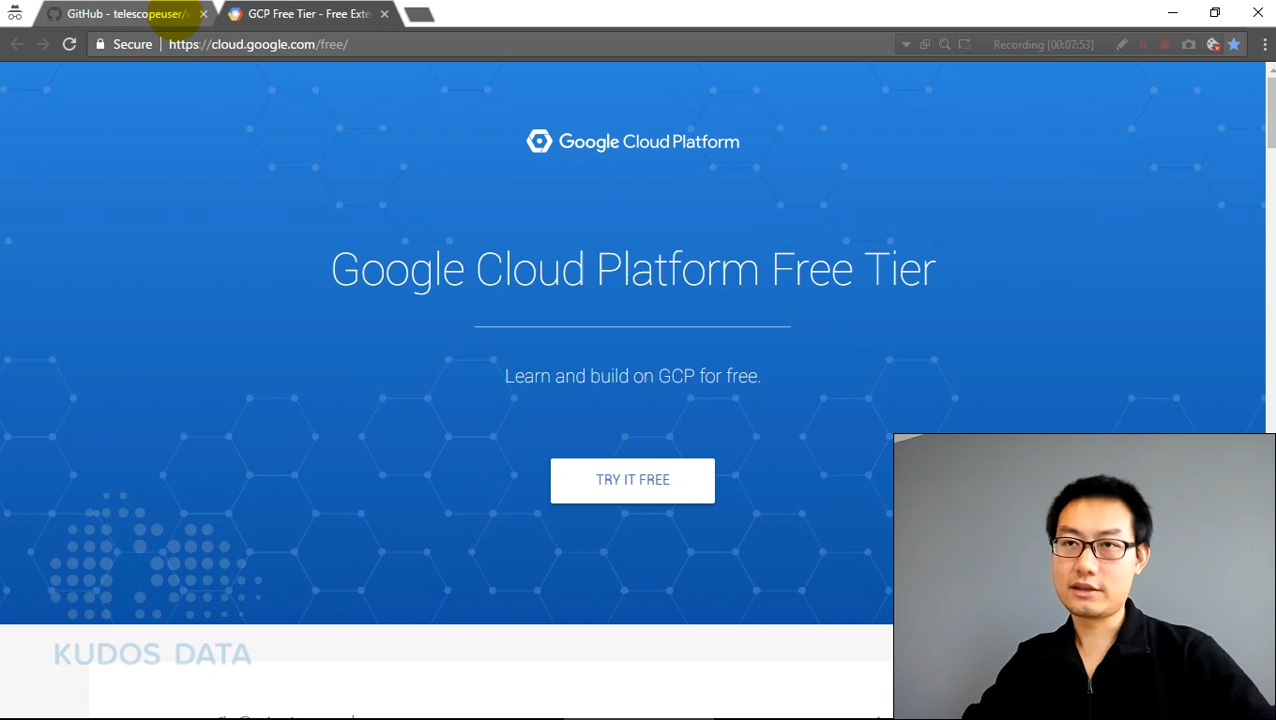 GitHub - telescopeuser/v
GCP Free Tier - Free Exte
Secure
https://cloud.google.com/free/
Recording [00:07:53]
Google Cloud Platform
Google Cloud Platform Free Tier
Learn and build on GCP for free.
TRY IT FREE
KUDOS DATA